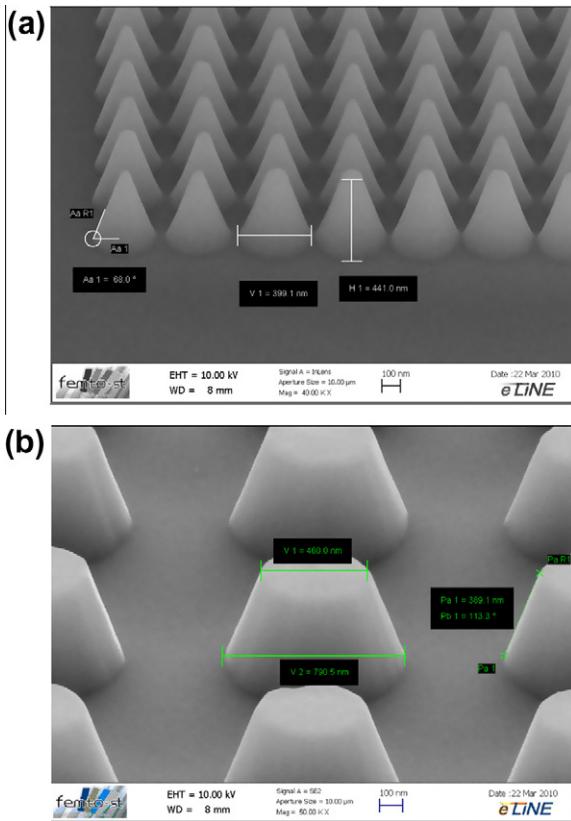 (a)
Aa R1
Aa 1
Aa 1 = 68.0 °
V 1 = 399.1 nm
H 1 = 441.0 nm
femto-st
EHT = 10.00 kV
WD = 8 mm
Signal A = InLens
Aperture Size = 10.00 µm
Mag = 40.00 K X
100 nm
Date :22 Mar 2010
eLiNE
(b)
V 1 = 460.0 nm
Pa R1
Pa 1 = 389.1 nm
Pb 1 = 113.3 °
Pa 1
V 2 = 790.5 nm
femto-st
EHT = 10.00 kV
WD = 8 mm
Signal A = SE2
Aperture Size = 10.00 µm
Mag = 50.00 K X
100 nm
Date :22 Mar 2010
eLiNE